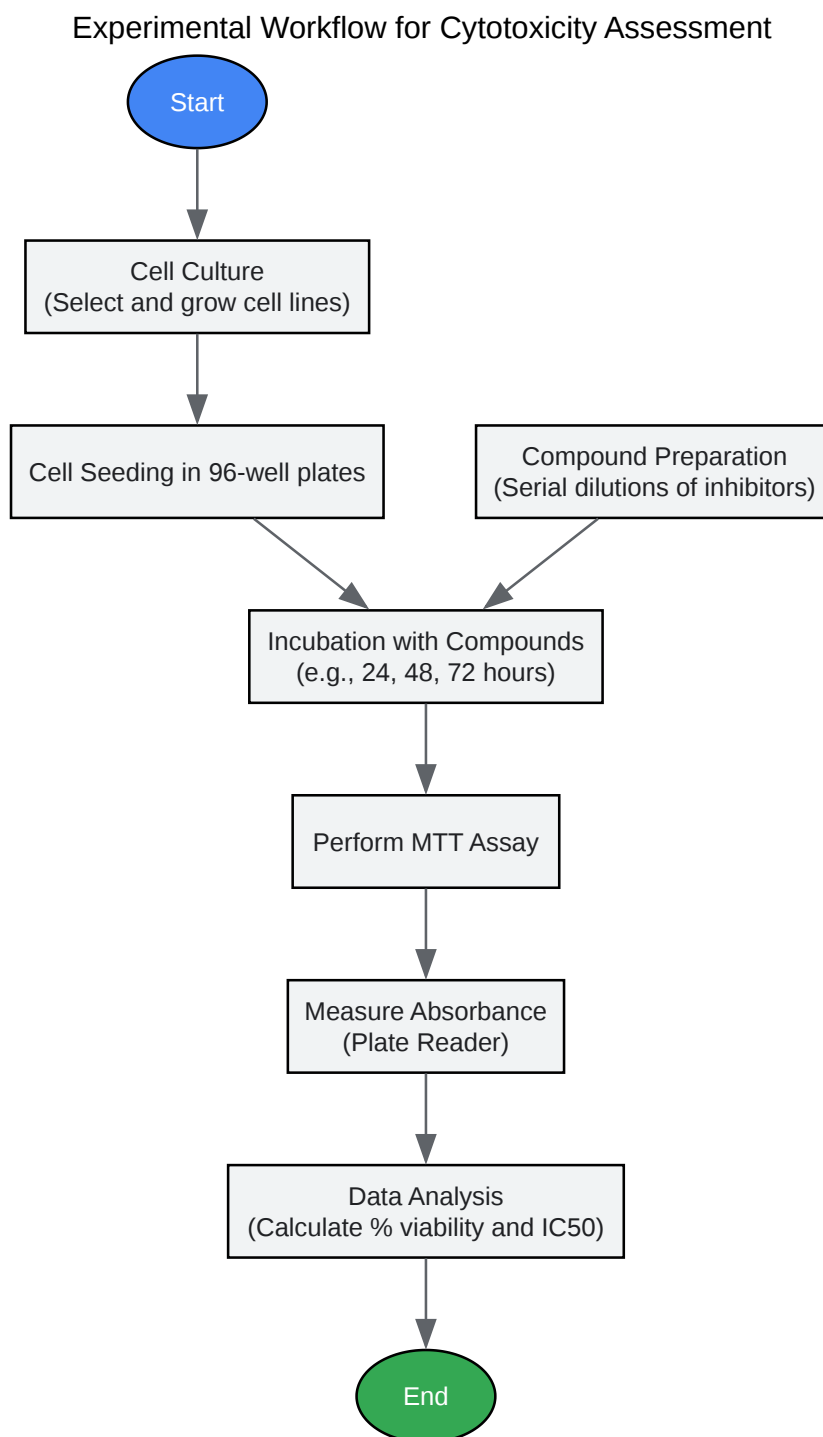 Experimental Workflow for Cytotoxicity Assessment
Start
Cell Culture
(Select and grow cell lines)
Cell Seeding in 96-well plates
Compound Preparation
(Serial dilutions of inhibitors)
Incubation with Compounds
(e.g., 24, 48, 72 hours)
Perform MTT Assay
Measure Absorbance
(Plate Reader)
Data Analysis
(Calculate % viability and IC50)
End